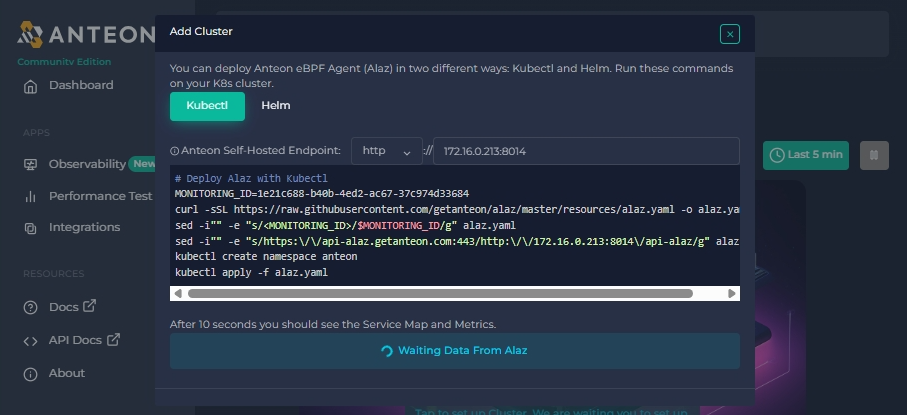 ANTEON
Community Edition
Dashboard
APPS
Observability New
Performance Test
Integrations
RESOURCES
Docs
API Docs
About
Add Cluster
You can deploy Anteon eBPF Agent (Alaz) in two different ways: Kubectl and Helm. Run these commands
on your K8s cluster.
Kubectl Helm
Anteon Self-Hosted Endpoint: http :// 172.16.0.213:8014
# Deploy Alaz with Kubectl
MONITORING_ID=1e21c688-b40b-4ed2-ac67-37c974d33684
curl -sSL https://raw.githubusercontent.com/getanteon/alaz/master/resources/alaz.yaml -o alaz.ya
sed -i"" -e "s/<MONITORING_ID>/$MONITORING_ID/g" alaz.yaml
sed -i"" -e "s/https:\/\/api-alaz.getanteon.com:443/http:\/\/172.16.0.213:8014\/api-alaz/g" alaz
kubectl create namespace anteon
kubectl apply -f alaz.yaml
After 10 seconds you should see the Service Map and Metrics.
Waiting Data From Alaz
Last 5 min
Tap to set up Cluster. We are waiting you to set up